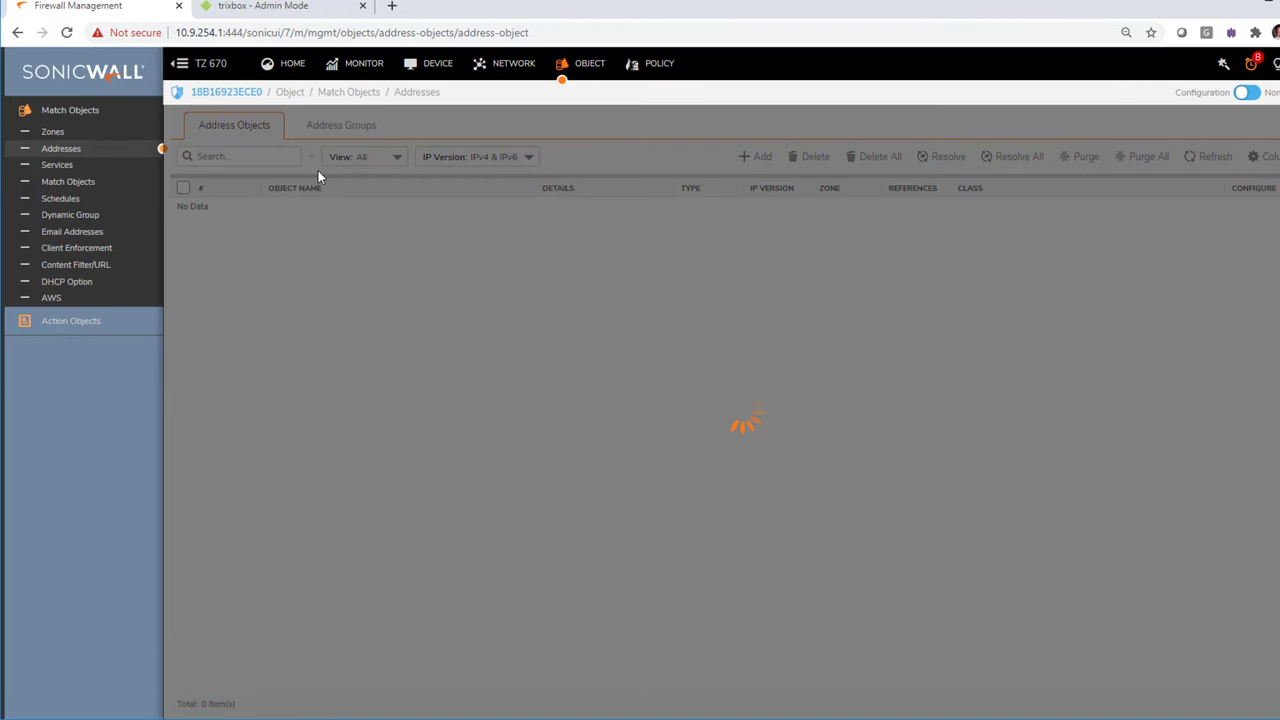 Firewall Management
trixbox - Admin Mode
Not secure
10.9.254.1:444/sonicui/7/m/mgmt/objects/address-objects/address-object
SONICWALL
TZ 670
HOME
MONITOR
DEVICE
NETWORK
OBJECT
POLICY
8
18B16923ECE0 / Object / Match Objects / Addresses
Configuration
Non
Match Objects
Zones
Addresses
Services
Match Objects
Schedules
Dynamic Group
Email Addresses
Client Enforcement
Content Filter/URL
DHCP Option
AWS
Action Objects
Address Objects
Address Groups
Search...
View: All
IP Version: IPv4 & IPv6
Add
Delete
Delete All
Resolve
Resolve All
Purge
Purge All
Refresh
Colu
# OBJECT NAME DETAILS TYPE IP VERSION ZONE REFERENCES CLASS CONFIGURE
No Data
Total: 0 item(s)